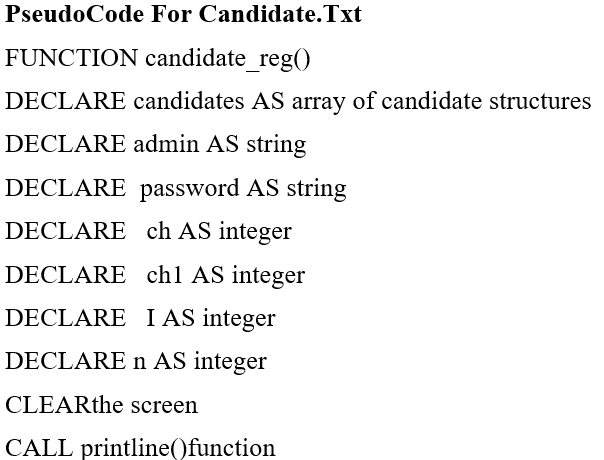 PseudoCode For Candidate.Txt
FUNCTION candidate_reg()
DECLARE candidates AS array of candidate structures
DECLARE admin AS string
DECLARE  password AS string
DECLARE   ch AS integer
DECLARE   ch1 AS integer
DECLARE   I AS integer
DECLARE n AS integer
CLEARthe screen
CALL printline()function